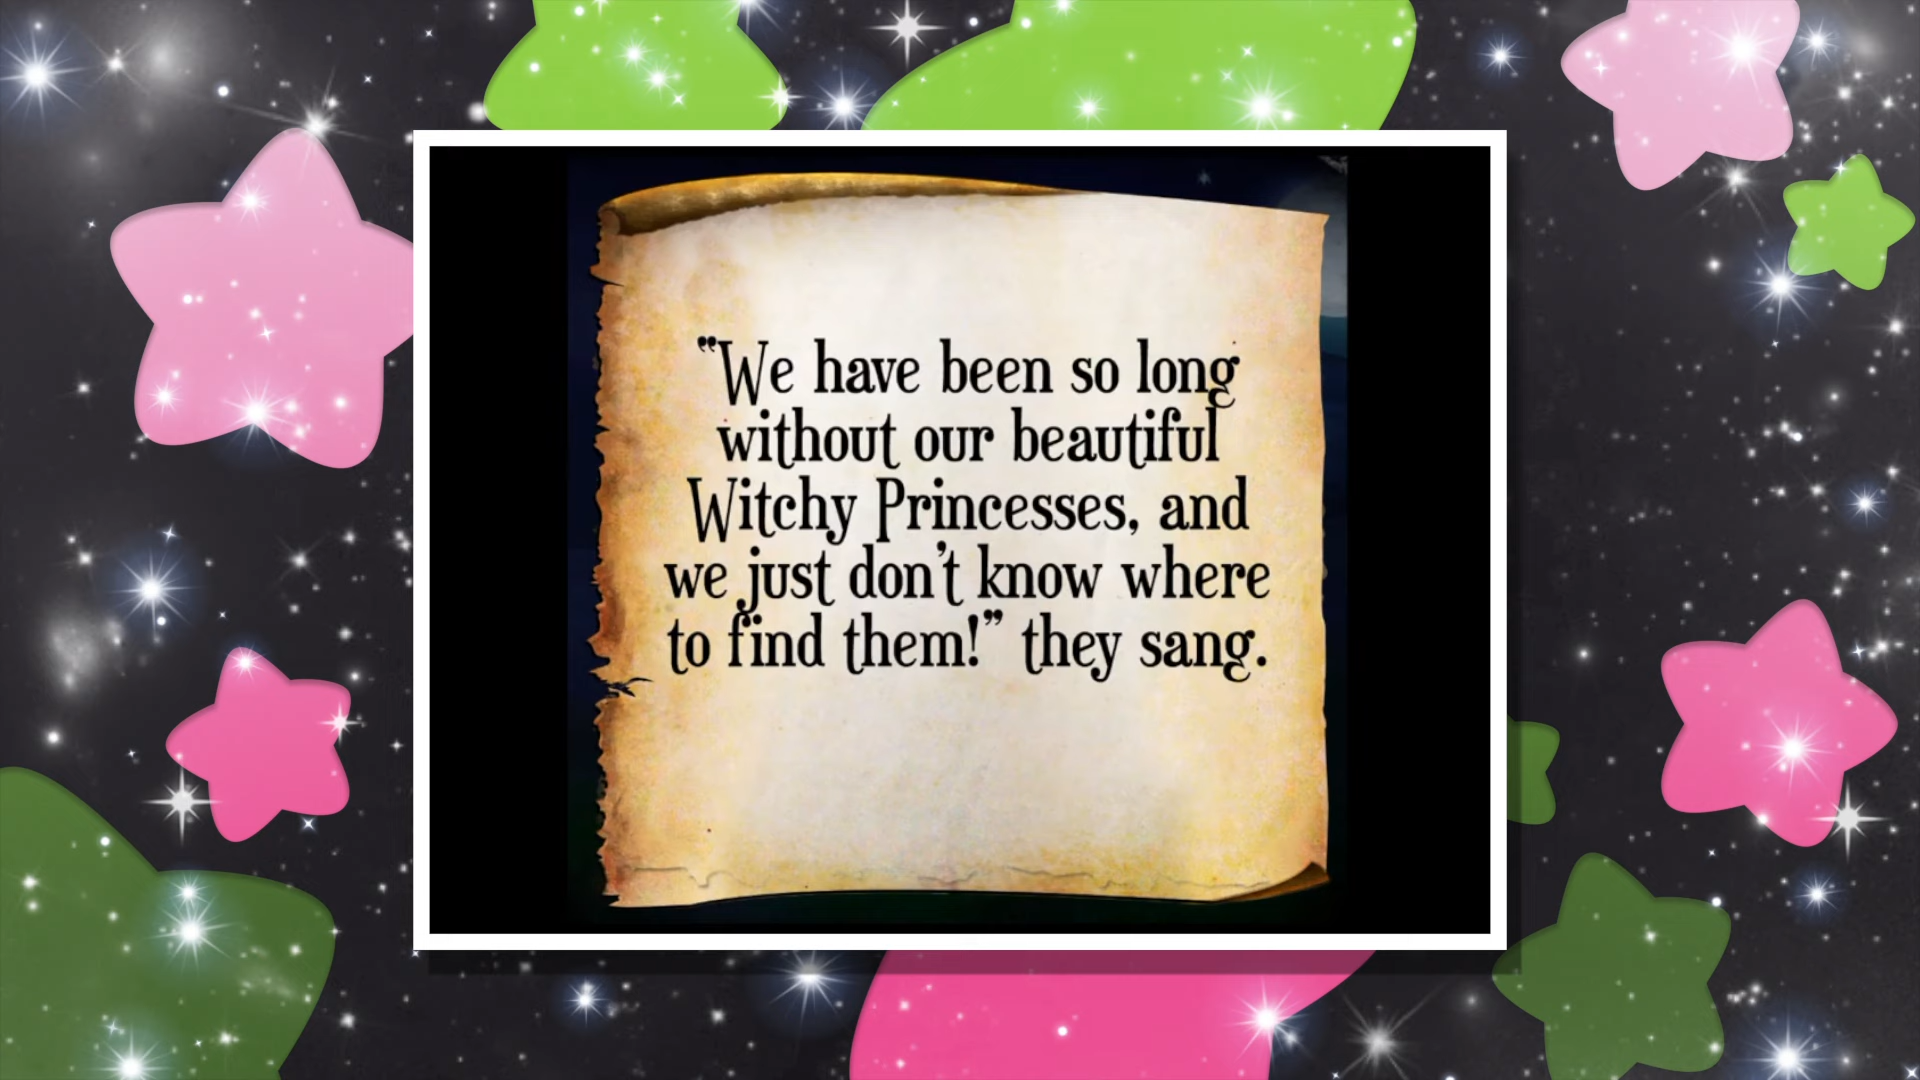 "We have been so long
without our beautiful
Witchy Princesses, and
we just don't know where
to find them!" they sang.